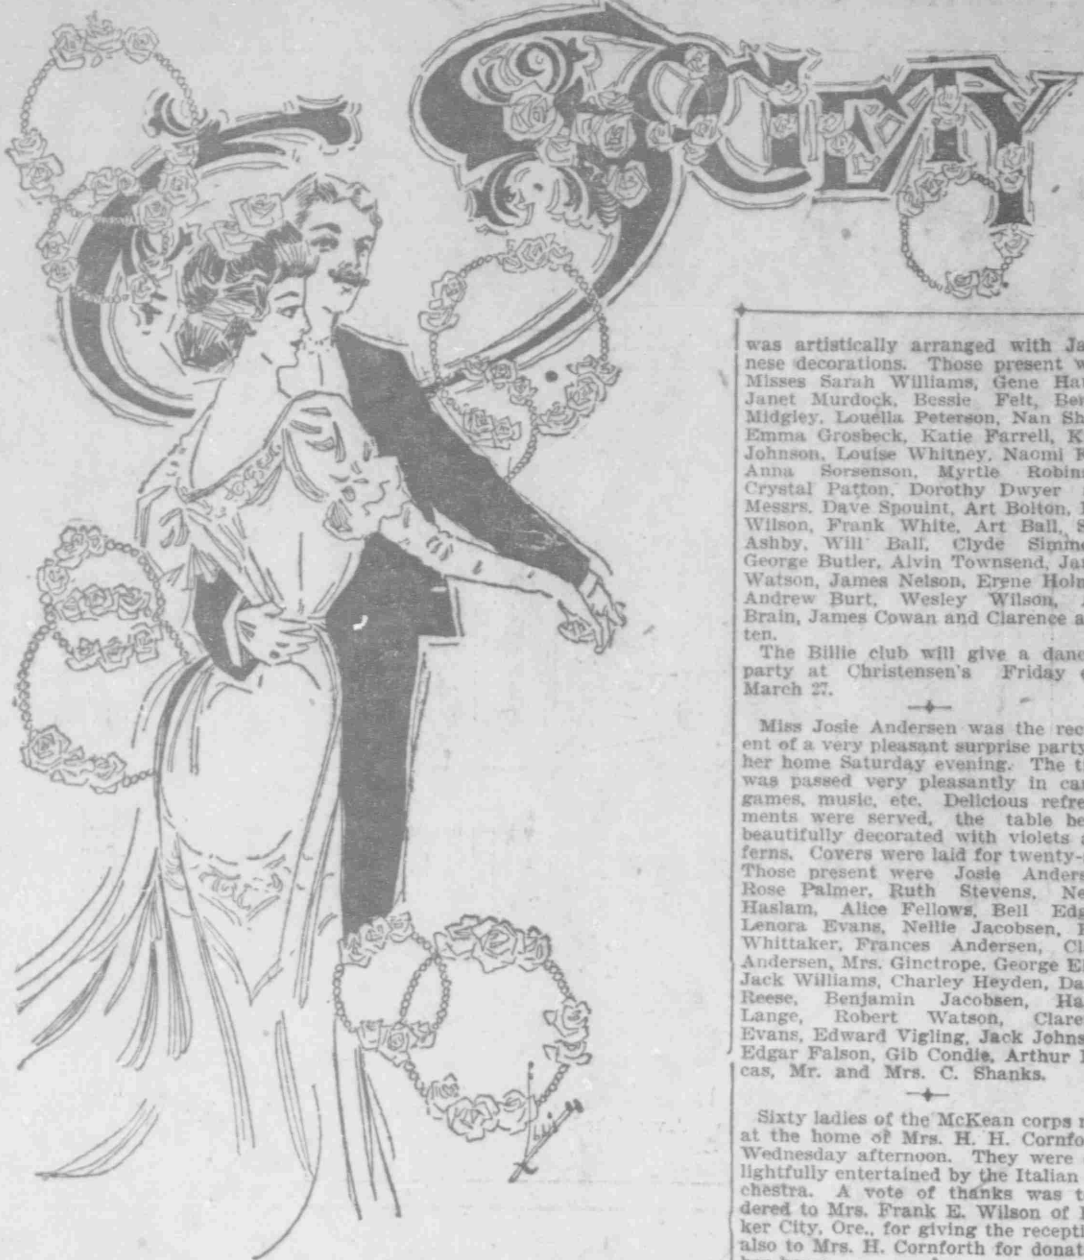 SOCIETY
was artistically arranged with Ja
nese decorations. Those present w
Misses Sarah Williams, Gene Ha
Janet Murdock, Bessie Felt, Ber
Midgley, Louella Peterson, Nan Sh
Emma Grosbeck, Katie Farrell, K
Johnson, Louise Whitney, Naomi
Anna Sorsenson, Myrtle Robins
Crystal Patton, Dorothy Dwyer
Messrs. Dave Spouint, Art Bolton,
Wilson, Frank White, Art Ball, S
Ashby, Will Ball, Clyde Simm
George Butler, Alvin Townsend, Ja
Watson, James Nelson, Erene Holm
Andrew Burt, Wesley Wilson,
Brain, James Cowan and Clarence a
ten.
The Billie club will give a danc
party at Christensen's Friday
March 27.
Miss Josie Andersen was the rec
ent of a very pleasant surprise party
her home Saturday evening. The t
was passed very pleasantly in car
games, music, etc. Delicious refre
ments were served, the table be
beautifully decorated with violets
ferns. Covers were laid for twenty-
Those present were Josie Anders
Rose Palmer, Ruth Stevens, Ne
Haslam, Alice Fellows, Bell Edg
Lenora Evans, Nellie Jacobsen,
Whittaker, Frances Andersen, Cl
Andersen, Mrs. Ginctrope, George E
Jack Williams, Charley Heyden, Da
Reese, Benjamin Jacobsen, Ha
Lange, Robert Watson, Clare
Evans, Edward Vigling, Jack Johns
Edgar Falson, Gib Condie, Arthur
cas, Mr. and Mrs. C. Shanks.
Sixty ladies of the McKean corps
at the home of Mrs. H. H. Cornfo
Wednesday afternoon. They were
lightfully entertained by the Italian
chestra. A vote of thanks was t
dered to Mrs. Frank E. Wilson of
ker City, Ore., for giving the recepti
also to Mrs. H. Cornforth for donat